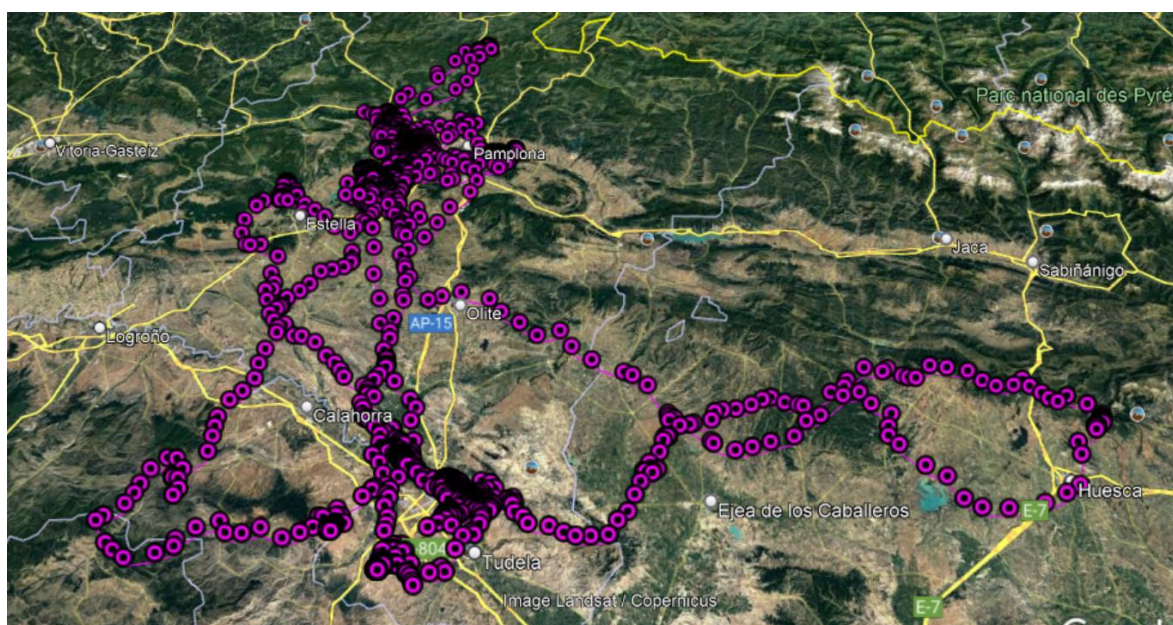 Parc national des Pyré
Vitoria-Gasteiz
Pamplona
Estella
Jaca
Sabiñánigo
Olite
AP-15
Logroño
Calahorra
Huesca
Ejea de los Caballeros
E-7
804
Tudela
Image Landsat / Copernicus
E-7